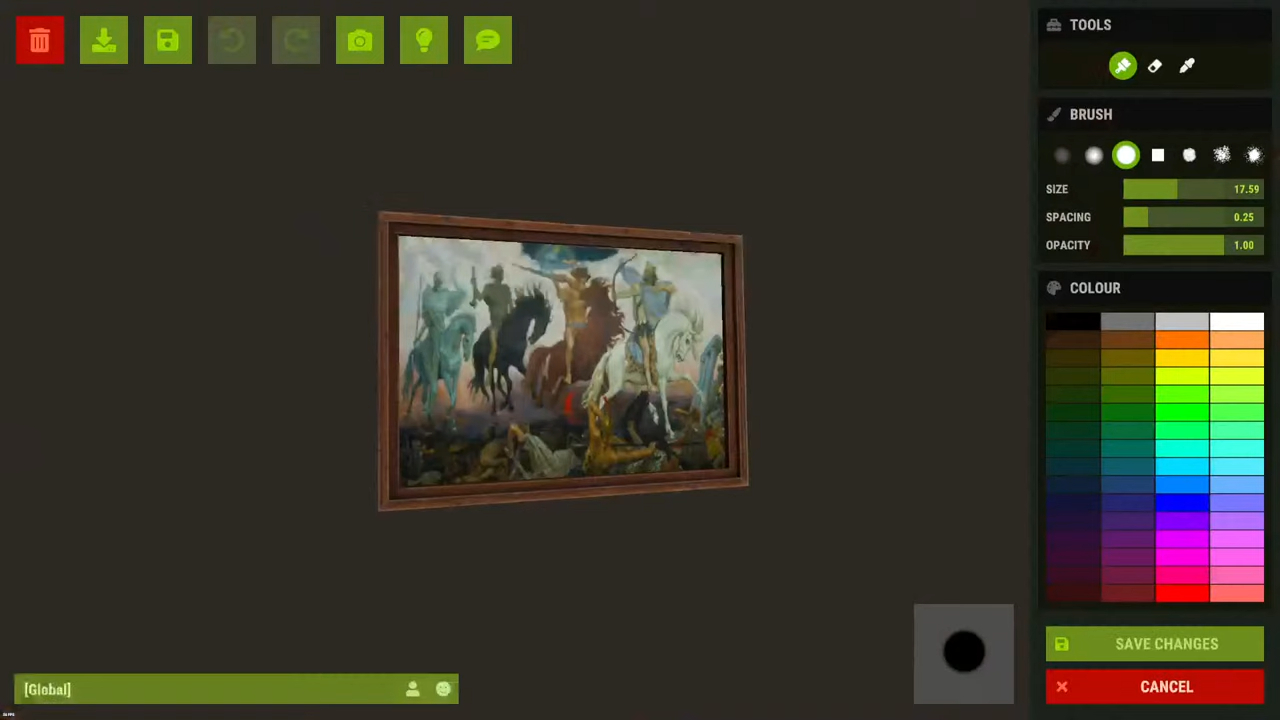 TOOLS
BRUSH
SIZE 17.59
SPACING 0.25
OPACITY 1.00
COLOUR
SAVE CHANGES
CANCEL
[Global]